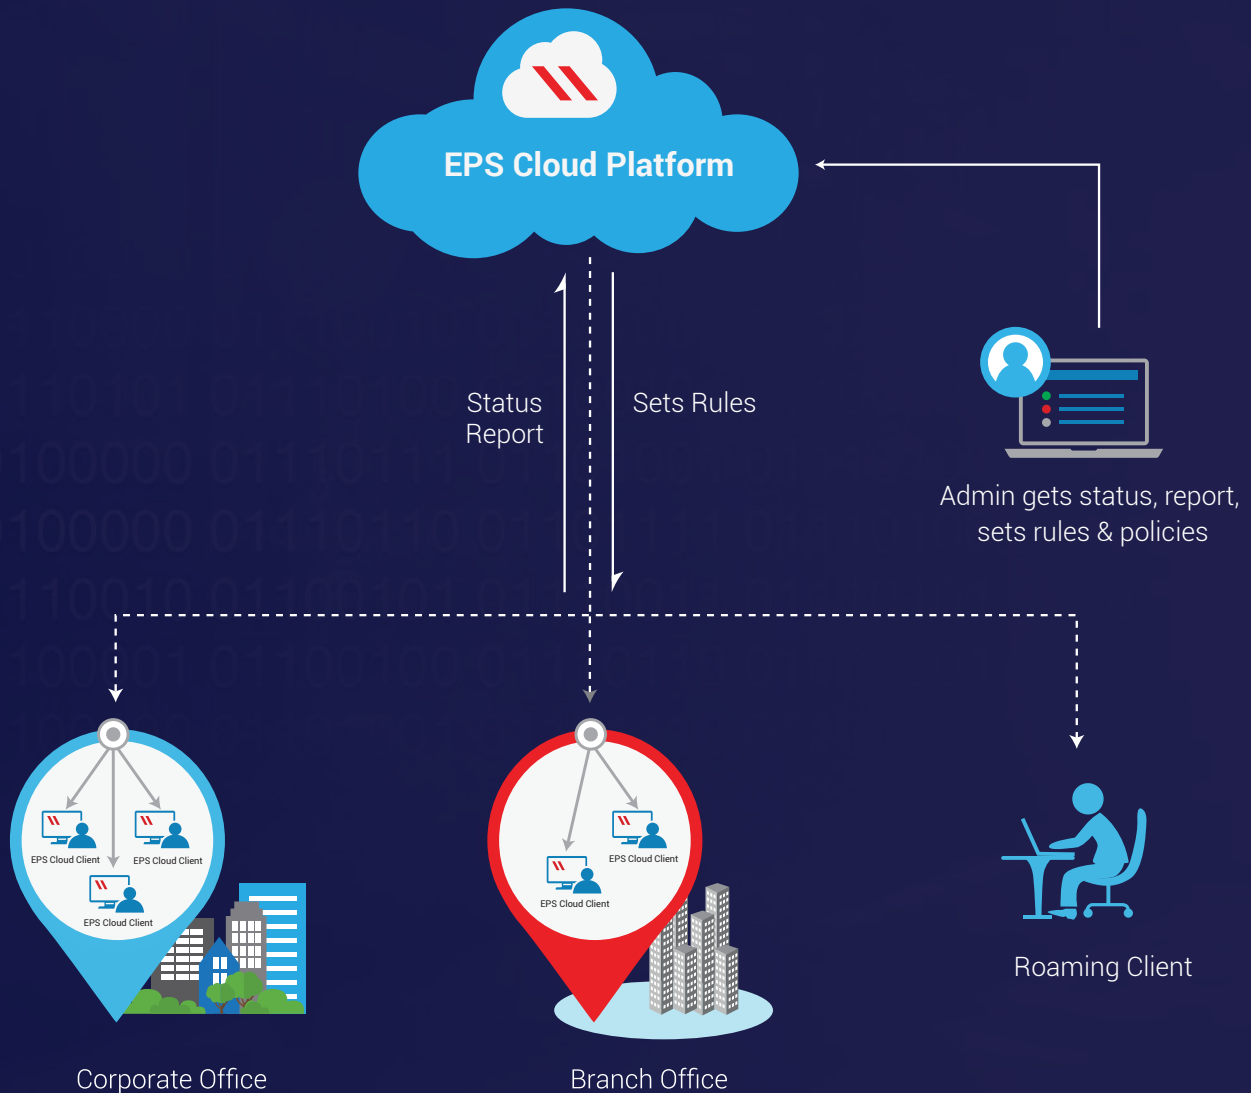 EPS Cloud Platform
Status
Report
Sets Rules
Admin gets status, report,
sets rules & policies
EPS Cloud Client
EPS Cloud Client
EPS Cloud Client
EPS Cloud Client
EPS Cloud Client
Roaming Client
Corporate Office
Branch Office